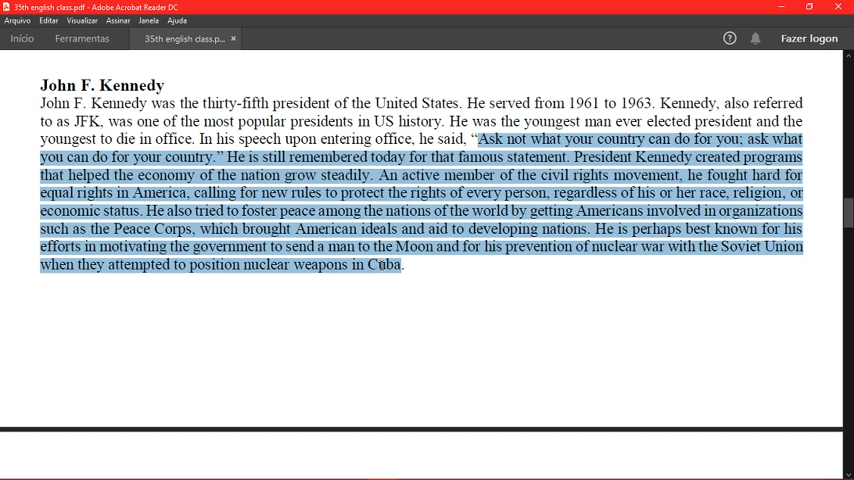 35th english class.pdf - Adobe Acrobat Reader DC
Arquivo Editar Visualizar Assinar Janela Ajuda
Início Ferramentas 35th english class.p... × ? Fazer logon
John F. Kennedy
John F. Kennedy was the thirty-fifth president of the United States. He served from 1961 to 1963. Kennedy, also referred
to as JFK, was one of the most popular presidents in US history. He was the youngest man ever elected president and the
youngest to die in office. In his speech upon entering office, he said, “Ask not what your country can do for you; ask what
you can do for your country.” He is still remembered today for that famous statement. President Kennedy created programs
that helped the economy of the nation grow steadily. An active member of the civil rights movement, he fought hard for
equal rights in America, calling for new rules to protect the rights of every person, regardless of his or her race, religion, or
economic status. He also tried to foster peace among the nations of the world by getting Americans involved in organizations
such as the Peace Corps, which brought American ideals and aid to developing nations. He is perhaps best known for his
efforts in motivating the government to send a man to the Moon and for his prevention of nuclear war with the Soviet Union
when they attempted to position nuclear weapons in Cuba.